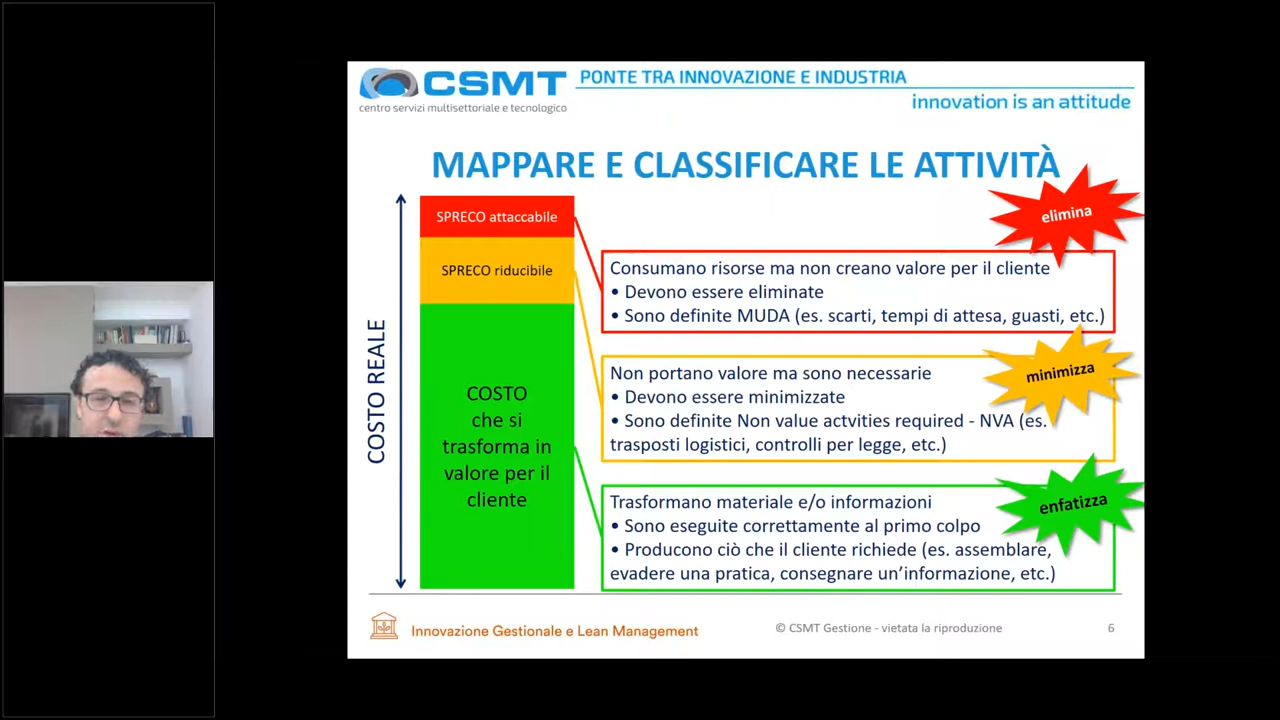 CSMT
centro servizi multisettoriale e tecnologico
PONTE TRA INNOVAZIONE E INDUSTRIA
innovation is an attitude
MAPPARE E CLASSIFICARE LE ATTIVITÀ
COSTO REALE
SPRECO attaccabile
SPRECO riducibile
COSTO
che si
trasforma in
valore per il
cliente
elimina
Consumano risorse ma non creano valore per il cliente
• Devono essere eliminate
• Sono definite MUDA (es. scarti, tempi di attesa, guasti, etc.)
minimizza
Non portano valore ma sono necessarie
• Devono essere minimizzate
• Sono definite Non value actvities required - NVA (es.
trasposti logistici, controlli per legge, etc.)
enfatizza
Trasformano materiale e/o informazioni
• Sono eseguite correttamente al primo colpo
• Producono ciò che il cliente richiede (es. assemblare,
evadere una pratica, consegnare un'informazione, etc.)
Innovazione Gestionale e Lean Management
© CSMT Gestione - vietata la riproduzione
6